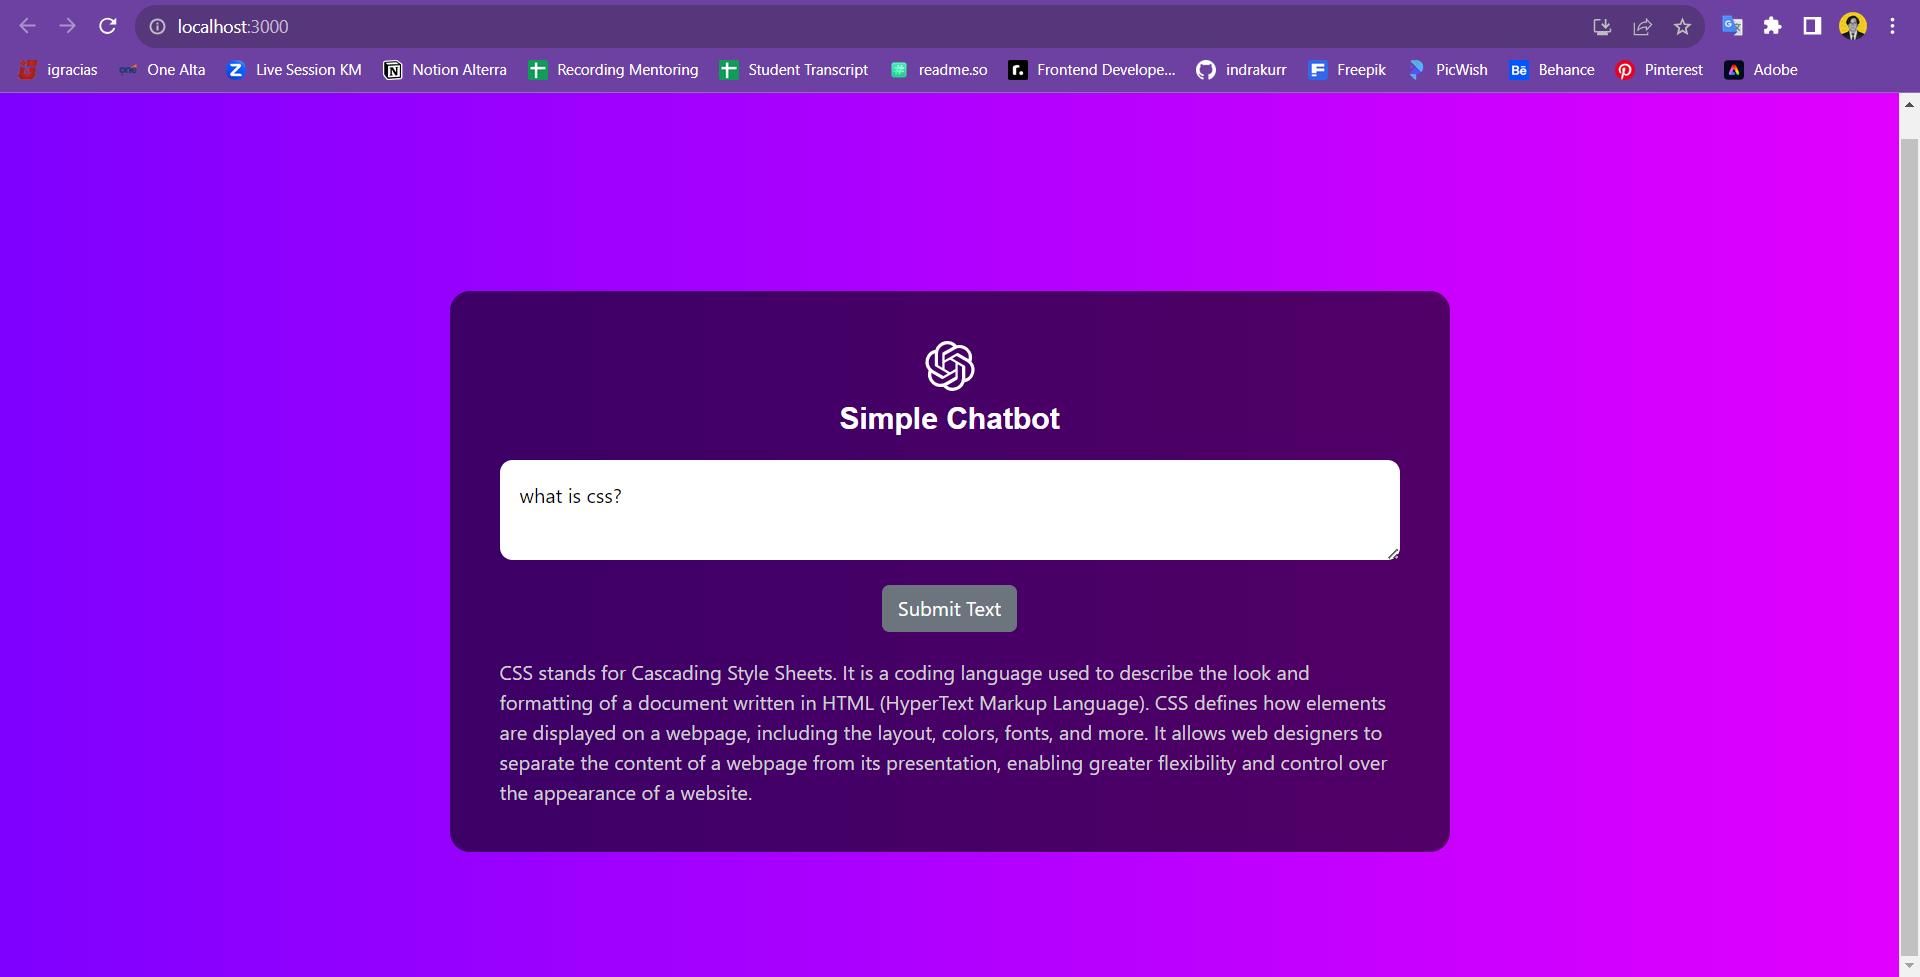 localhost:3000
igracias One Alta Live Session KM Notion Alterra Recording Mentoring Student Transcript readme.so Frontend Develope... indrakurr Freepik PicWish Bē Behance Pinterest Adobe
Simple Chatbot
what is css?
Submit Text
CSS stands for Cascading Style Sheets. It is a coding language used to describe the look and
formatting of a document written in HTML (HyperText Markup Language). CSS defines how elements
are displayed on a webpage, including the layout, colors, fonts, and more. It allows web designers to
separate the content of a webpage from its presentation, enabling greater flexibility and control over
the appearance of a website.